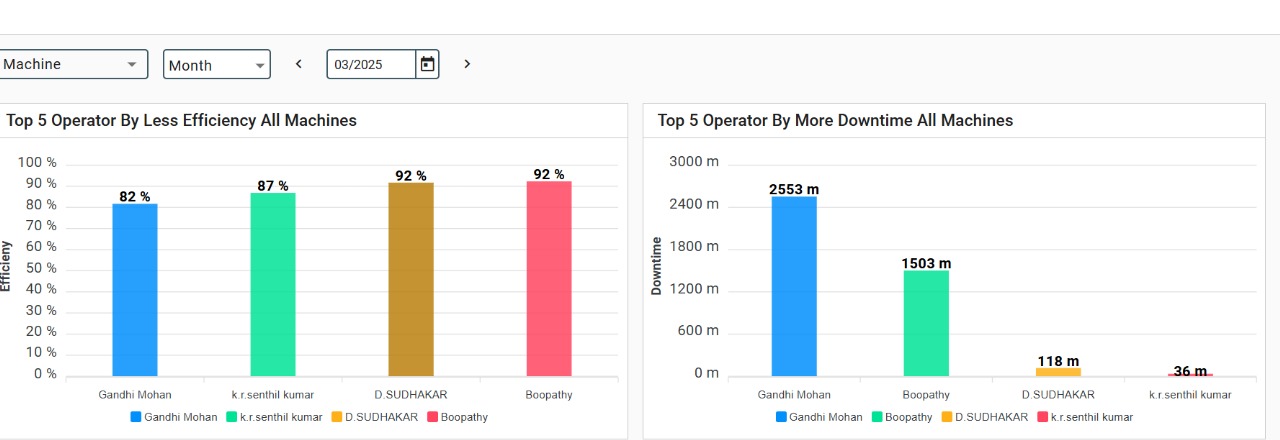 Machine
Month
03/2025
Top 5 Operator By Less Efficiency All Machines
100 %
90 %
80 %
70 %
60 %
50 %
40 %
30 %
20 %
10 %
0 %
Efficieny
82 %
87 %
92 %
92 %
Gandhi Mohan
k.r.senthil kumar
D.SUDHAKAR
Boopathy
Gandhi Mohan k.r.senthil kumar D.SUDHAKAR Boopathy
Top 5 Operator By More Downtime All Machines
3000 m
2400 m
1800 m
1200 m
600 m
0 m
Downtime
2553 m
1503 m
118 m
36 m
Gandhi Mohan
Boopathy
D.SUDHAKAR
k.r.senthil kumar
Gandhi Mohan Boopathy D.SUDHAKAR k.r.senthil kumar